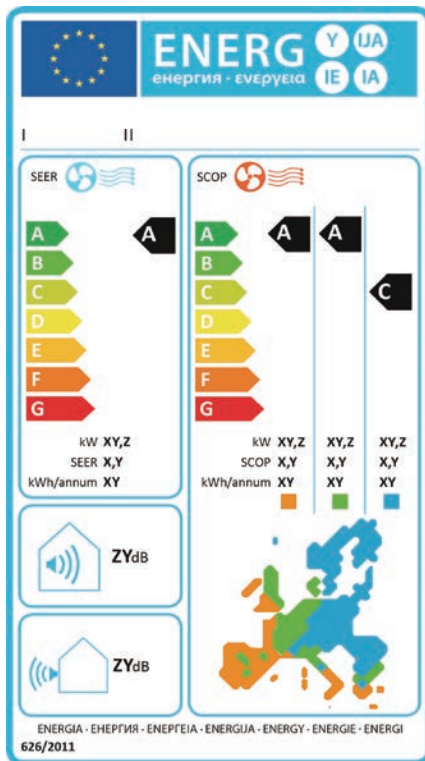 ENERG Y IJA
енергия · ενεργεια IE IA
I II
SEER
A A
B
C
D
E
F
G
kW XY,Z
SEER X,Y
kWh/annum XY
SCOP
A A A
B
C C
D
E
F
G
kW XY,Z XY,Z XY,Z
SCOP X,Y X,Y X,Y
kWh/annum XY XY XY
ZYdB
ZYdB
ENERGIA · ЕНЕРГИЯ · ΕΝΕΡΓΕΙΑ · ENERGIJA · ENERGY · ENERGIE · ENERGI
626/2011